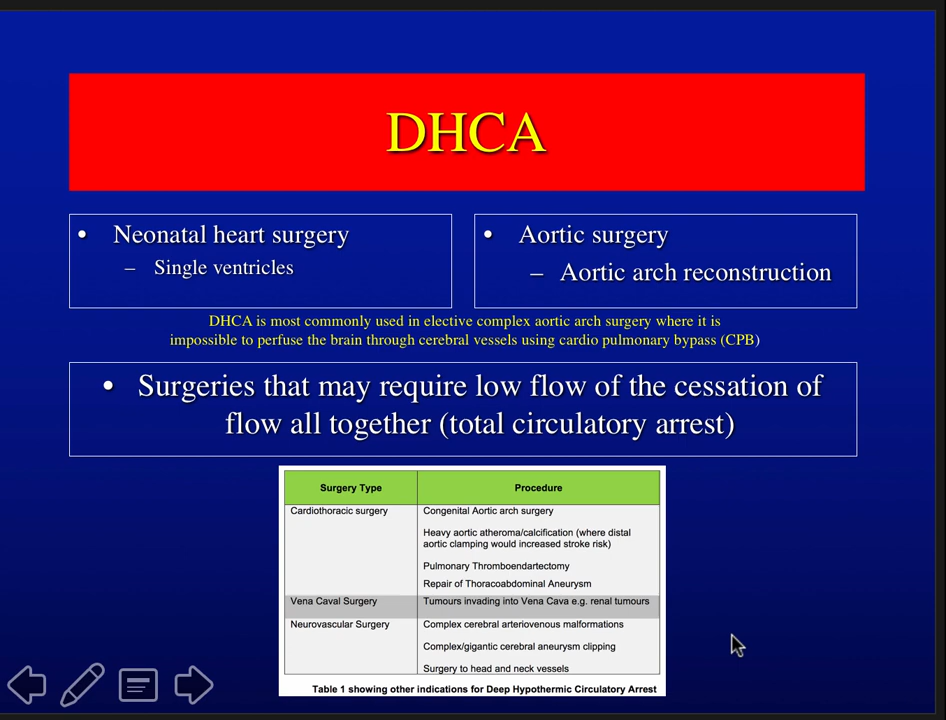 DHCA
• Neonatal heart surgery
– Single ventricles
• Aortic surgery
– Aortic arch reconstruction
DHCA is most commonly used in elective complex aortic arch surgery where it is
impossible to perfuse the brain through cerebral vessels using cardio pulmonary bypass (CPB)
• Surgeries that may require low flow of the cessation of
flow all together (total circulatory arrest)
Surgery Type Procedure
Cardiothoracic surgery Congenital Aortic arch surgery
Heavy aortic atheroma/calcification (where distal
aortic clamping would increased stroke risk)
Pulmonary Thromboendartectomy
Repair of Thoracoabdominal Aneurysm
Vena Caval Surgery Tumours invading into Vena Cava e.g. renal tumours
Neurovascular Surgery Complex cerebral arteriovenous malformations
Complex/gigantic cerebral aneurysm clipping
Surgery to head and neck vessels
Table 1 showing other indications for Deep Hypothermic Circulatory Arrest